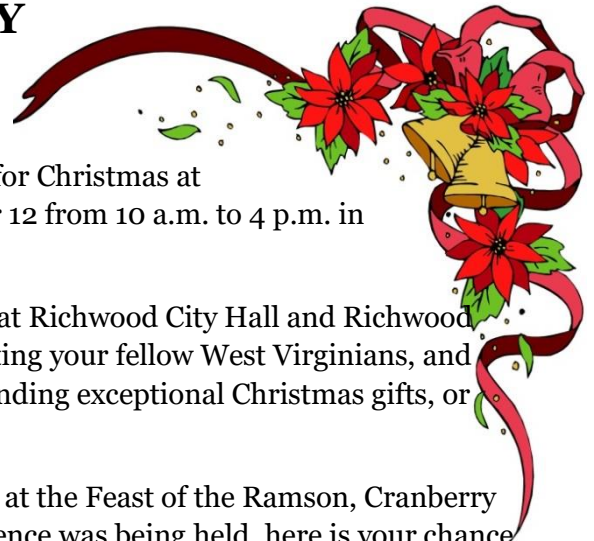 Y
for Christmas at
12 from 10 a.m. to 4 p.m. in
at Richwood City Hall and Richwood
ting your fellow West Virginians, and
nding exceptional Christmas gifts, or
at the Feast of the Ramson, Cranberry
ence was being held, here is your chance